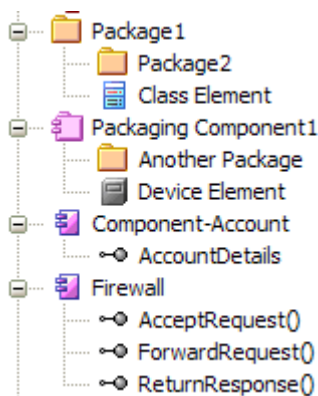 Package1
Package2
Class Element
Packaging Component1
Another Package
Device Element
Component-Account
AccountDetails
Firewall
AcceptRequest()
ForwardRequest()
ReturnResponse()